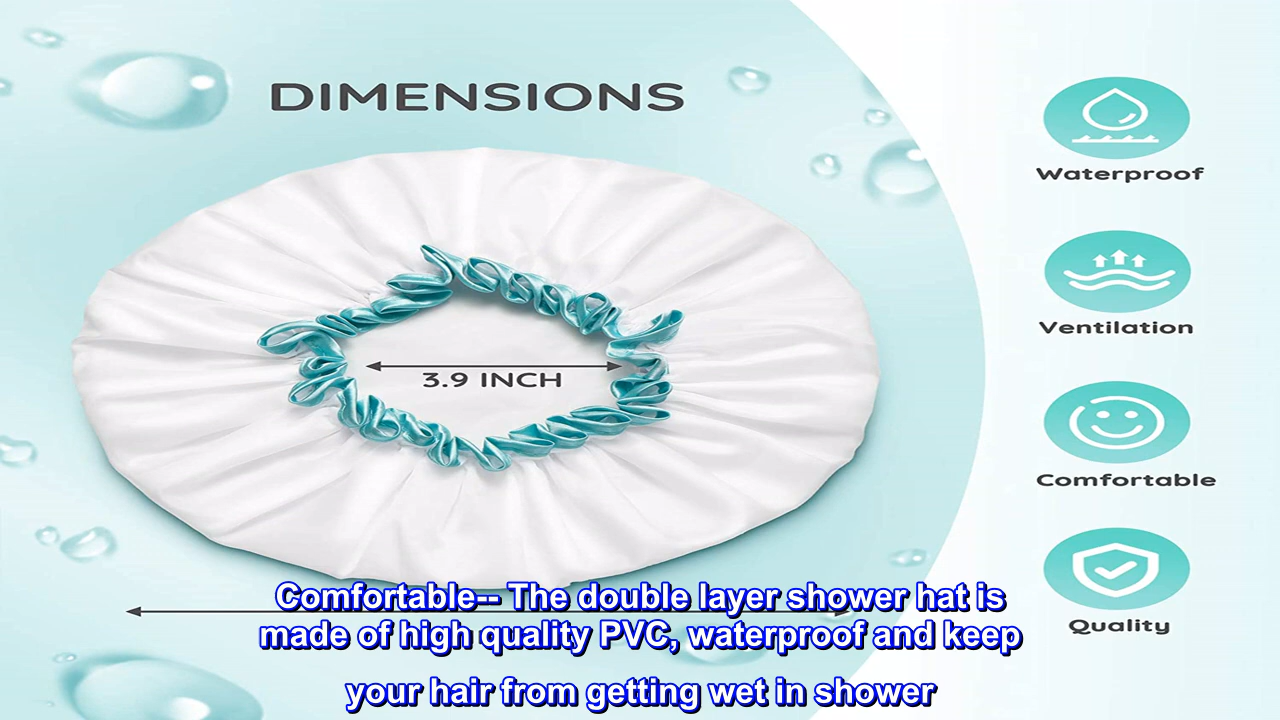 DIMENSIONS
3.9 INCH
Waterproof
Ventilation
Comfortable
Quality
Comfortable-- The double layer shower hat is
made of high quality PVC, waterproof and keep
your hair from getting wet in shower